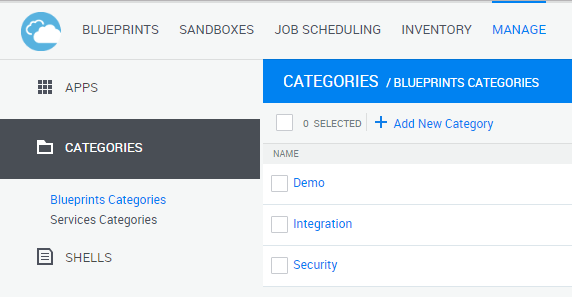 BLUEPRINTS SANDBOXES JOB SCHEDULING INVENTORY MANAGE
APPS
CATEGORIES
Blueprints Categories
Services Categories
SHELLS
CATEGORIES / BLUEPRINTS CATEGORIES
0 SELECTED + Add New Category
NAME
Demo
Integration
Security